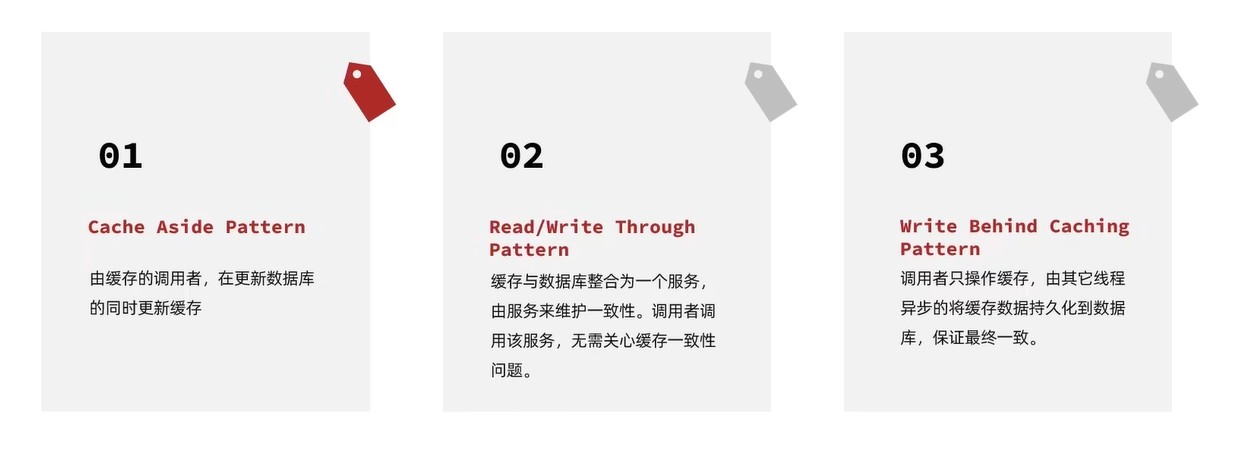 01
Cache Aside Pattern
由缓存的调用者，在更新数据库
的同时更新缓存
02
Read/Write Through
Pattern
缓存与数据库整合为一个服务，
由服务来维护一致性。调用者调
用该服务，无需关心缓存一致性
问题。
03
Write Behind Caching
Pattern
调用者只操作缓存，由其它线程
异步的将缓存数据持久化到数据
库，保证最终一致。